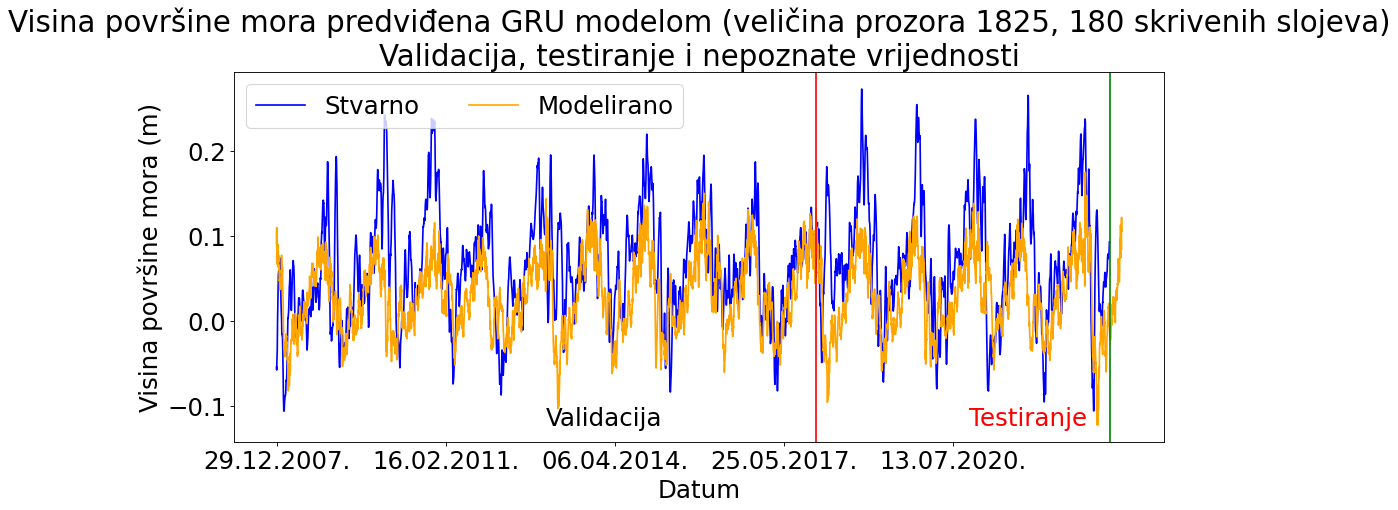 Visina površine mora predviđena GRU modelom (veličina prozora 1825, 180 skrivenih slojeva)
Validacija, testiranje i nepoznate vrijednosti
Stvarno
Modelirano
Visina površine mora (m)
0.2
0.1
0.0
−0.1
Validacija
Testiranje
29.12.2007.
16.02.2011.
06.04.2014.
25.05.2017.
13.07.2020.
Datum